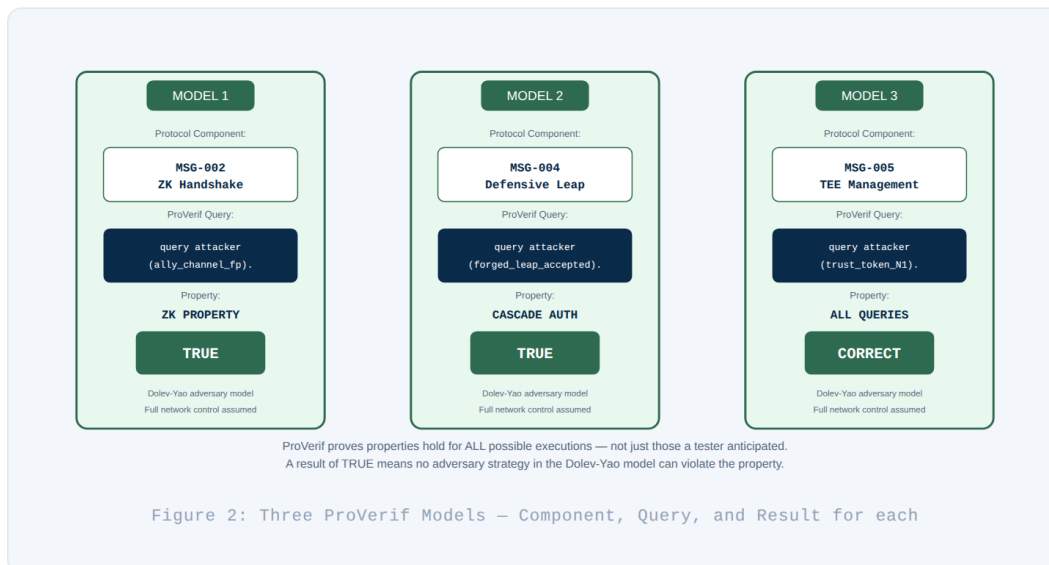 MODEL 1
Protocol Component:
MSG-002
ZK Handshake
ProVerif Query:
query attacker
(ally_channel_fp).
Property:
ZK PROPERTY
TRUE
Dolev-Yao adversary model
Full network control assumed
MODEL 2
Protocol Component:
MSG-004
Defensive Leap
ProVerif Query:
query attacker
(forged_leap_accepted).
Property:
CASCADE AUTH
TRUE
Dolev-Yao adversary model
Full network control assumed
MODEL 3
Protocol Component:
MSG-005
TEE Management
ProVerif Query:
query attacker
(trust_token_N1).
Property:
ALL QUERIES
CORRECT
Dolev-Yao adversary model
Full network control assumed
ProVerif proves properties hold for ALL possible executions — not just those a tester anticipated.
A result of TRUE means no adversary strategy in the Dolev-Yao model can violate the property.
Figure 2: Three ProVerif Models — Component, Query, and Result for each